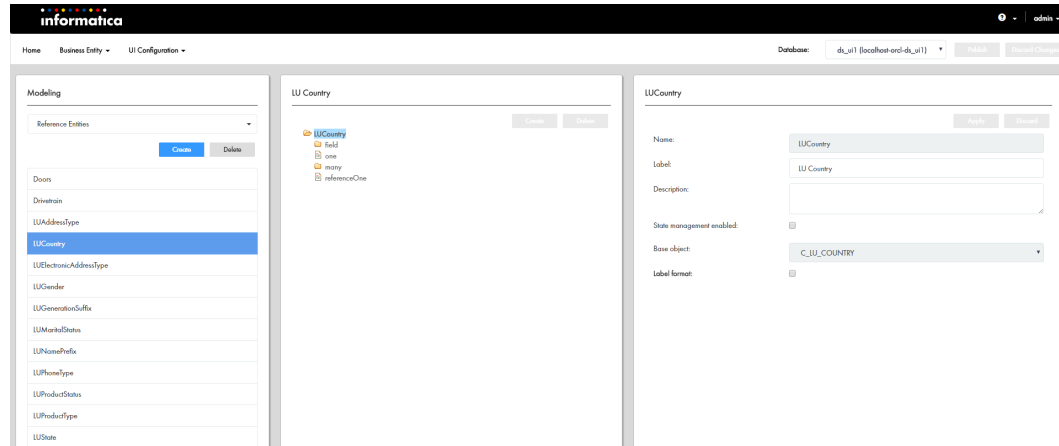 informatica
admin
Home Business Entity UI Configuration Database: ds_ui1 (localhost-orcl-ds_ui1) Publish Discard Changes
Modeling
Reference Entities
Create Delete
Doors
Drivetrain
LUAddressType
LUCountry
LUElectronicAddressType
LUGender
LUGenerationSuffix
LUMaritalStatus
LUNamePrefix
LUPhoneType
LUProductStatus
LUProductType
LUState
LU Country
Create Delete
LUCountry
field
one
many
referenceOne
LUCountry
Apply Discard
Name: LUCountry
Label: LU Country
Description:
State management enabled:
Base object: C_LU_COUNTRY
Label format: